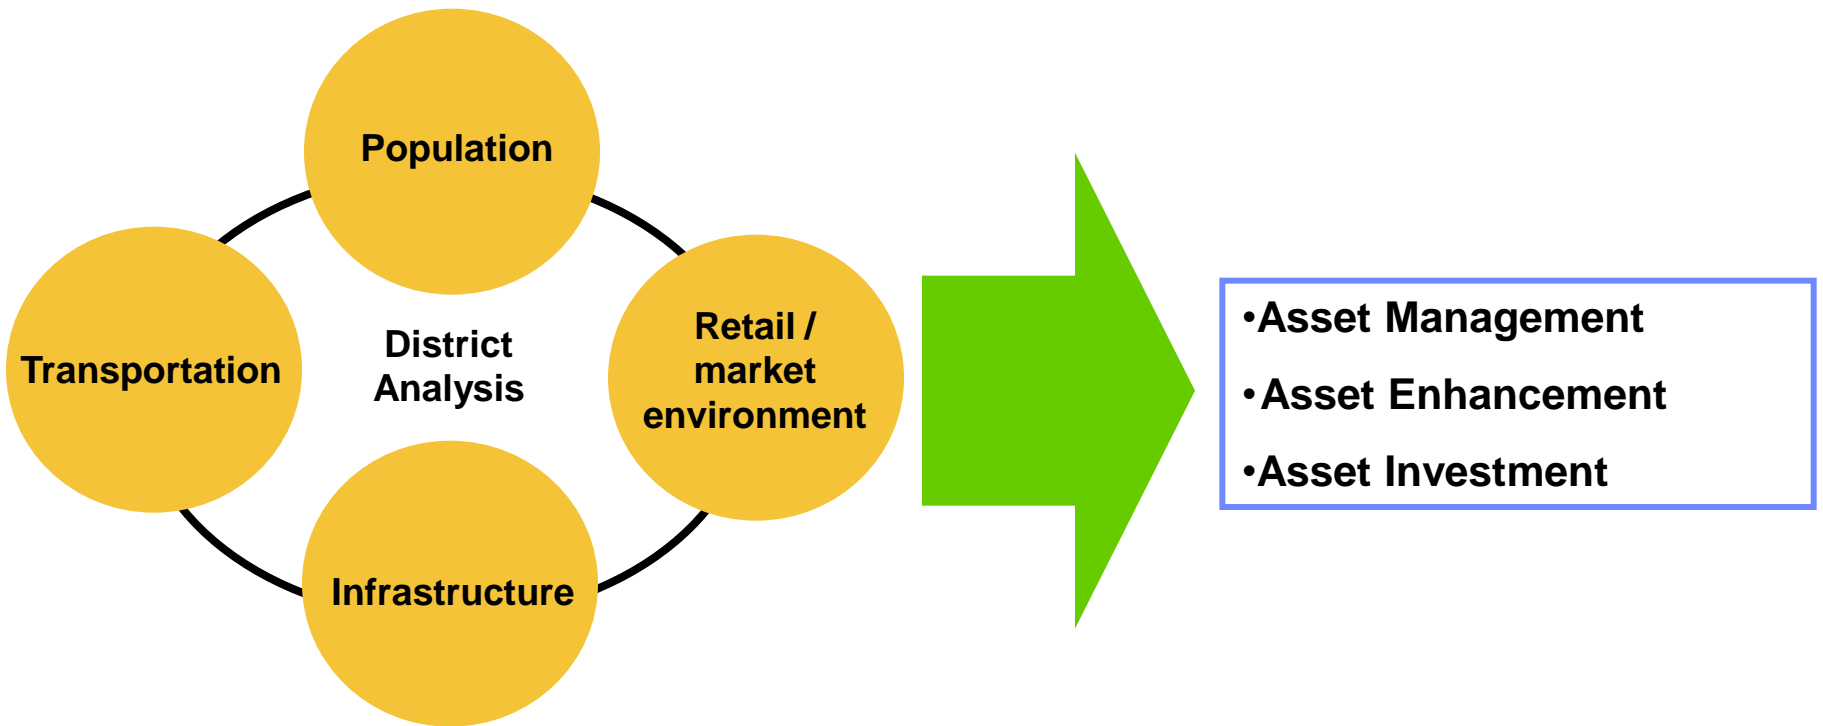 Population
Transportation
District
Analysis
Retail /
market
environment
Infrastructure
•Asset Management
•Asset Enhancement
•Asset Investment